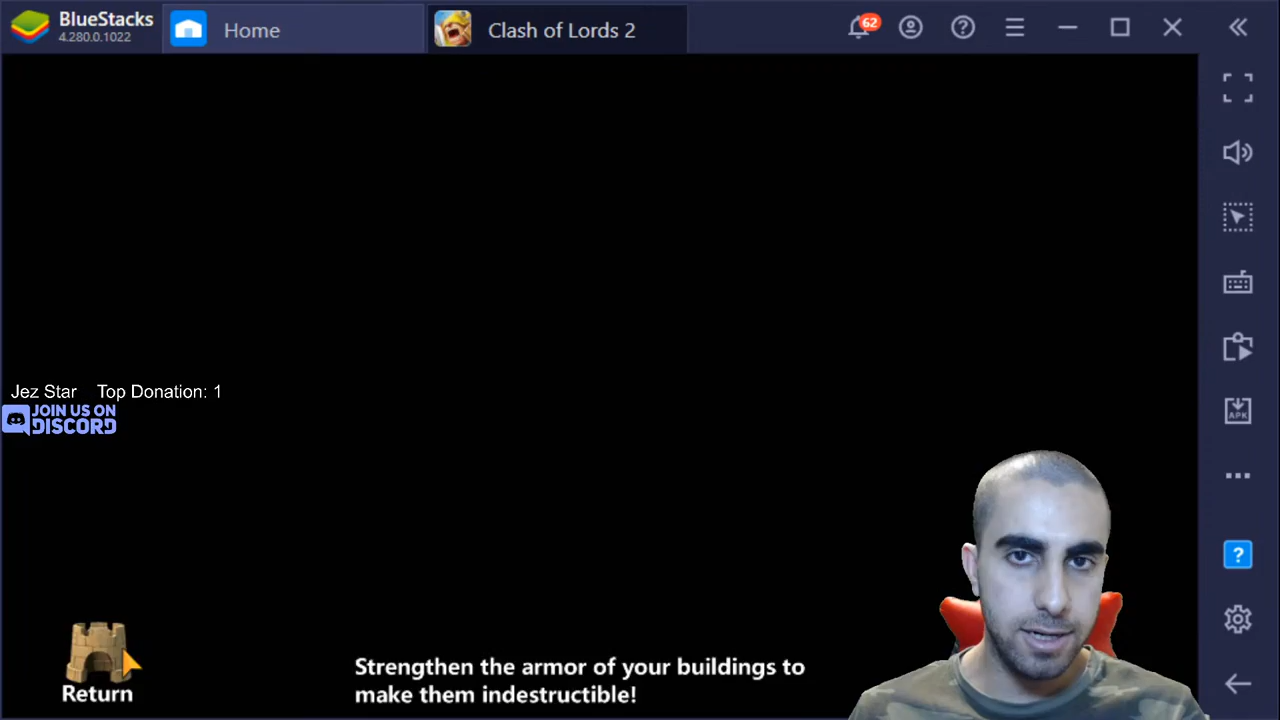 BlueStacks
4.280.0.1022
Home
Clash of Lords 2
62
?
Jez Star Top Donation: 1
JOIN US ON
DISCORD
APK
?
Return
Strengthen the armor of your buildings to
make them indestructible!